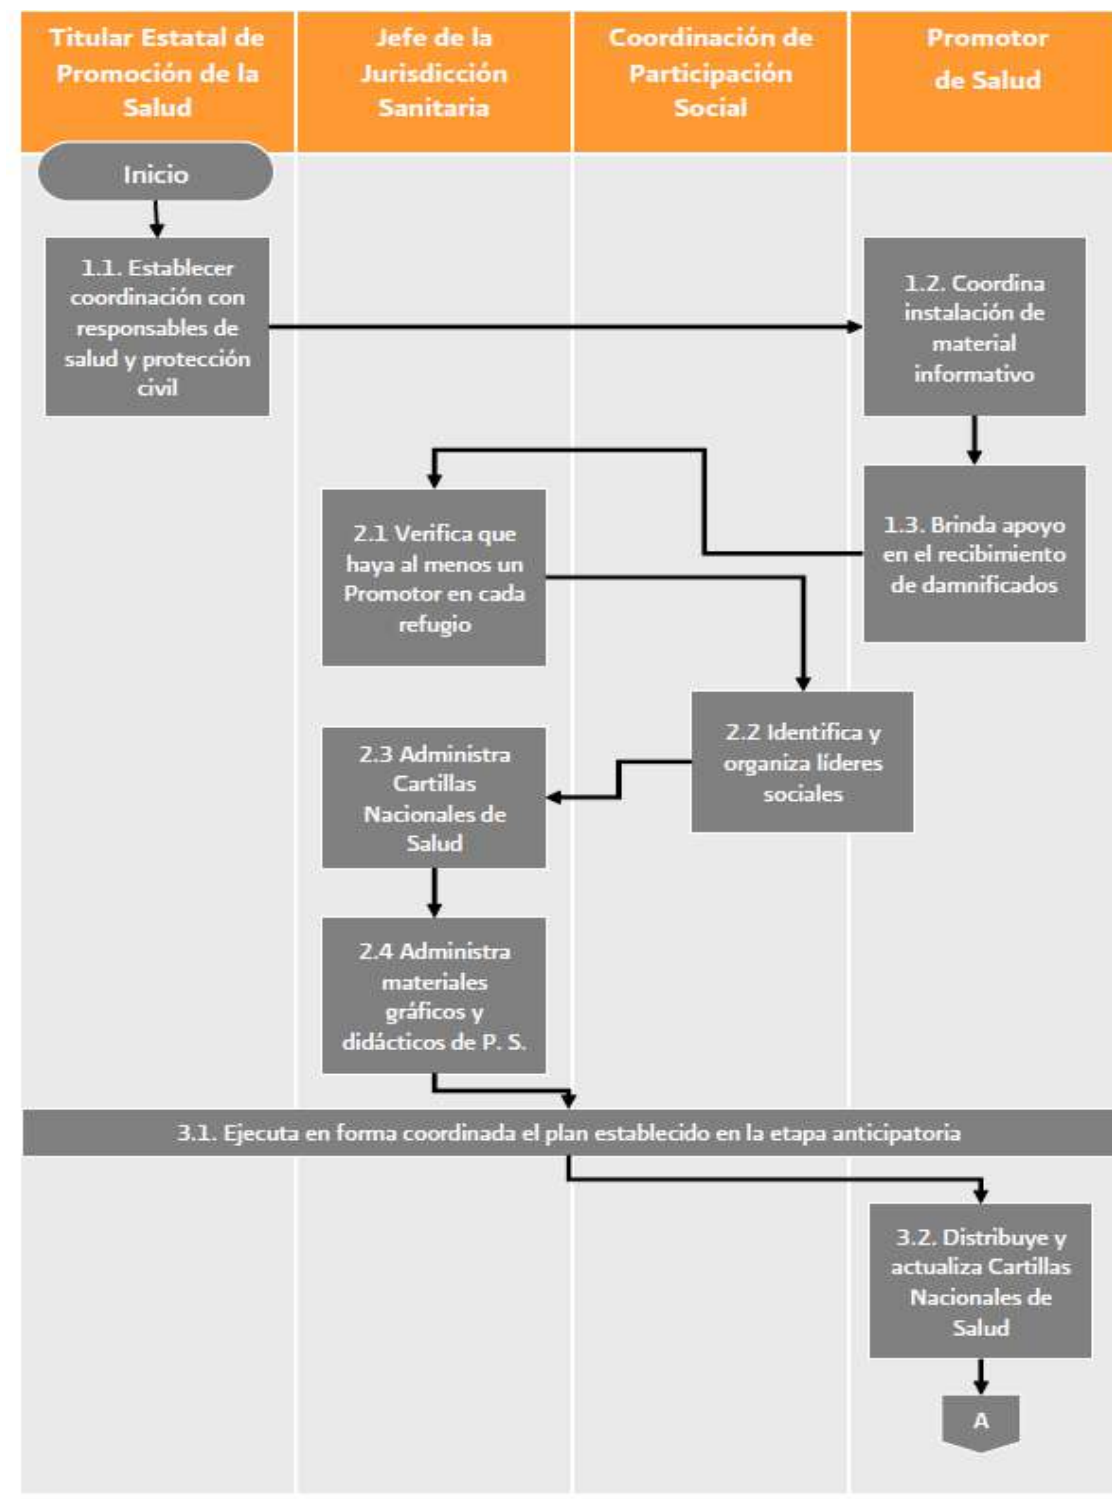 Titular Estatal de
Promoción de la
Salud
Jefe de la
Jurisdicción
Sanitaria
Coordinación de
Participación
Social
Promotor
de Salud
Inicio
1.1. Establecer
coordinación con
responsables de
salud y protección
civil
1.2. Coordina
instalación de
material
informativo
1.3. Brinda apoyo
en el recibimiento
de damnificados
2.1 Verifica que
haya al menos un
Promotor en cada
refugio
2.2 Identifica y
organiza líderes
sociales
2.3 Administra
Cartillas
Nacionales de
Salud
2.4 Administra
materiales
gráficos y
didácticos de P. S.
3.1. Ejecuta en forma coordinada el plan establecido en la etapa anticipatoria
3.2. Distribuye y
actualiza Cartillas
Nacionales de
Salud
A